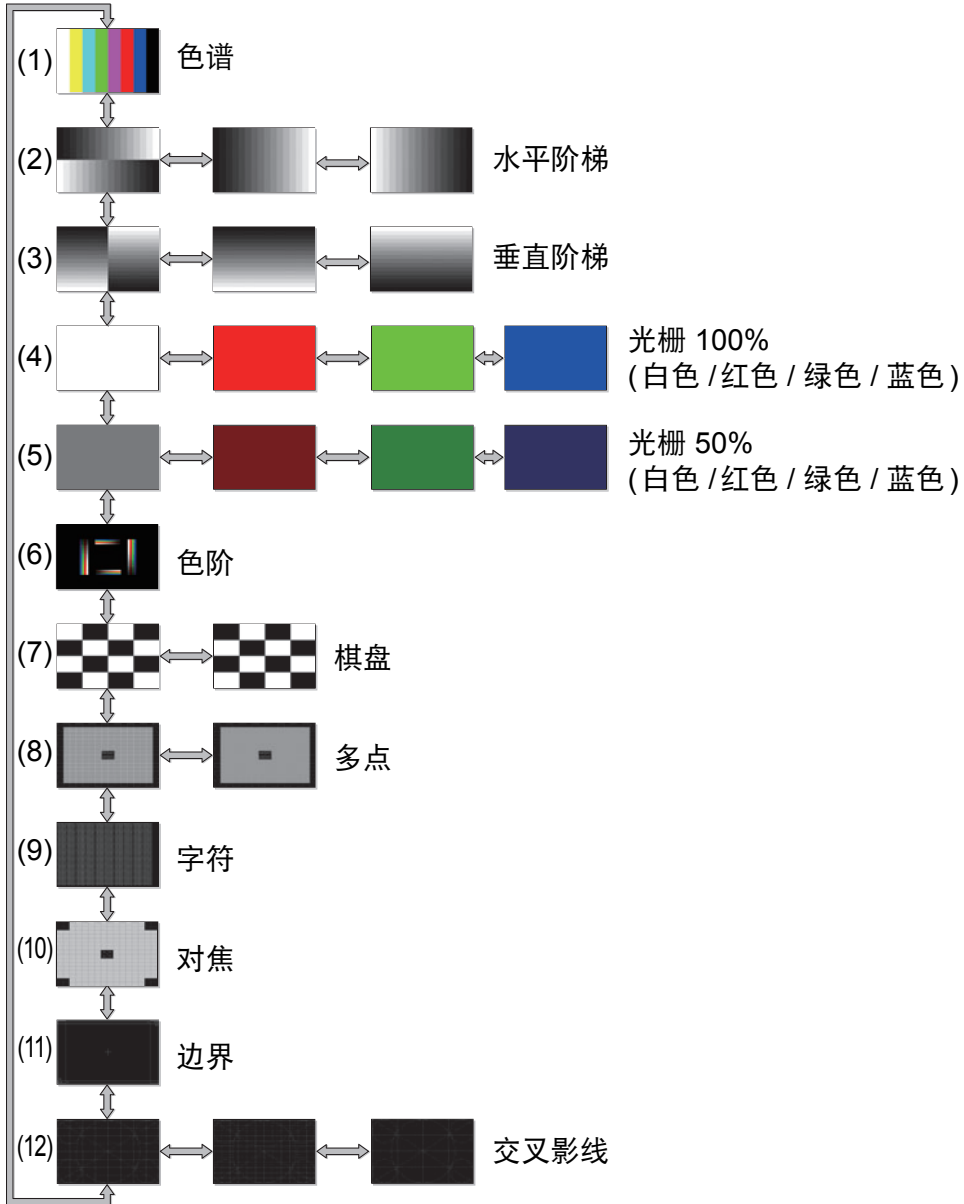 (1) 色谱
(2) 水平阶梯
(3) 垂直阶梯
(4) 光栅 100%
(白色 / 红色 / 绿色 / 蓝色)
(5) 光栅 50%
(白色 / 红色 / 绿色 / 蓝色)
(6) 色阶
(7) 棋盘
(8) 多点
(9) 字符
(10) 对焦
(11) 边界
(12) 交叉影线